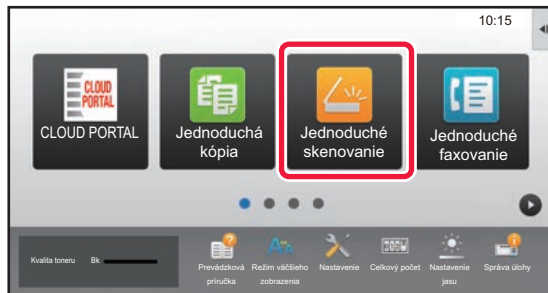 10:15
CLOUD
PORTAL
CLOUD PORTAL
Jednoduchá
kópia
Jednoduché
skenovanie
Jednoduché
faxovanie
Kvalita toneru Bk
Prevádzková
príručka
Režim väčšieho
zobrazenia
Nastavenie
Celkový počet
Nastavenie
jasu
Správa úlohy